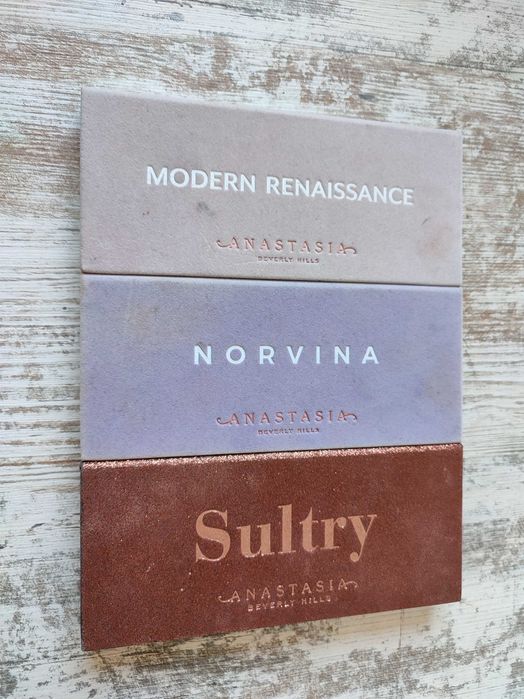 MODERN RENAISSANCE
ANASTASIA
BEVERLY HILLS
NORVINA
ANASTASIA
BEVERLY HILLS
Sultry
ANASTASIA
BEVERLY HILLS